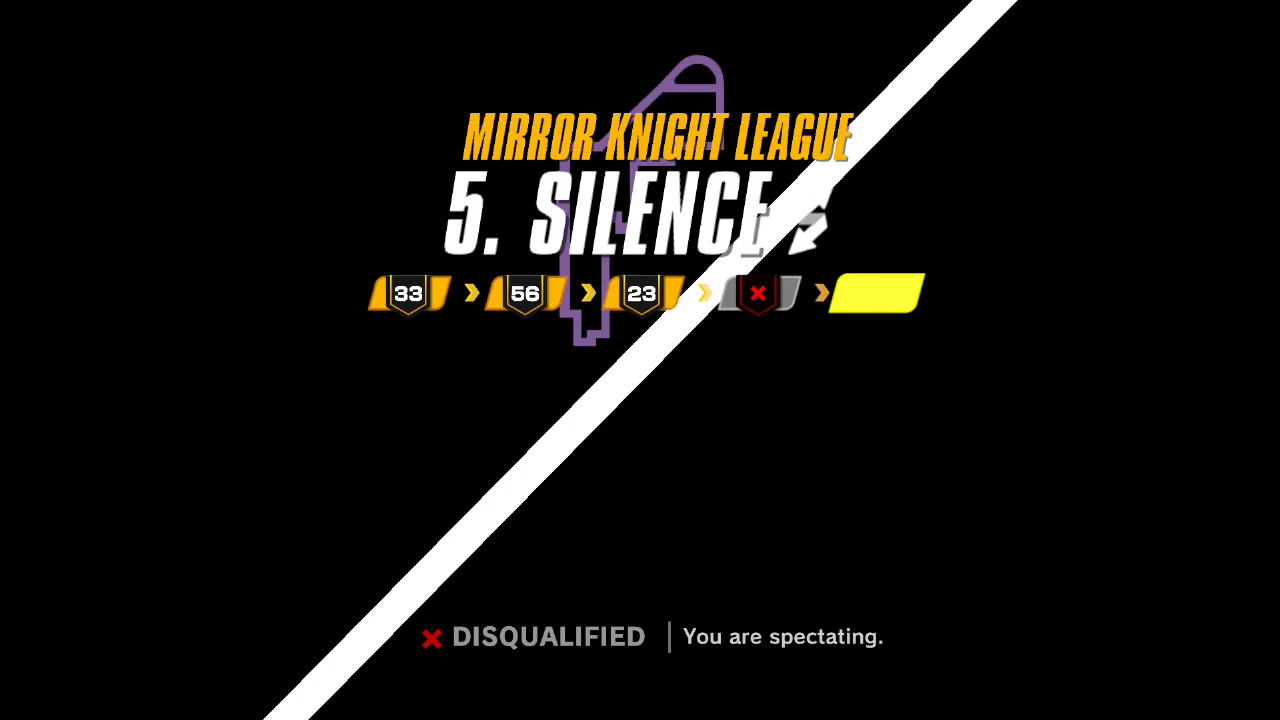 MIRROR KNIGHT LEAGUE
5. SILENCE
33 56 23
DISQUALIFIED You are spectating.